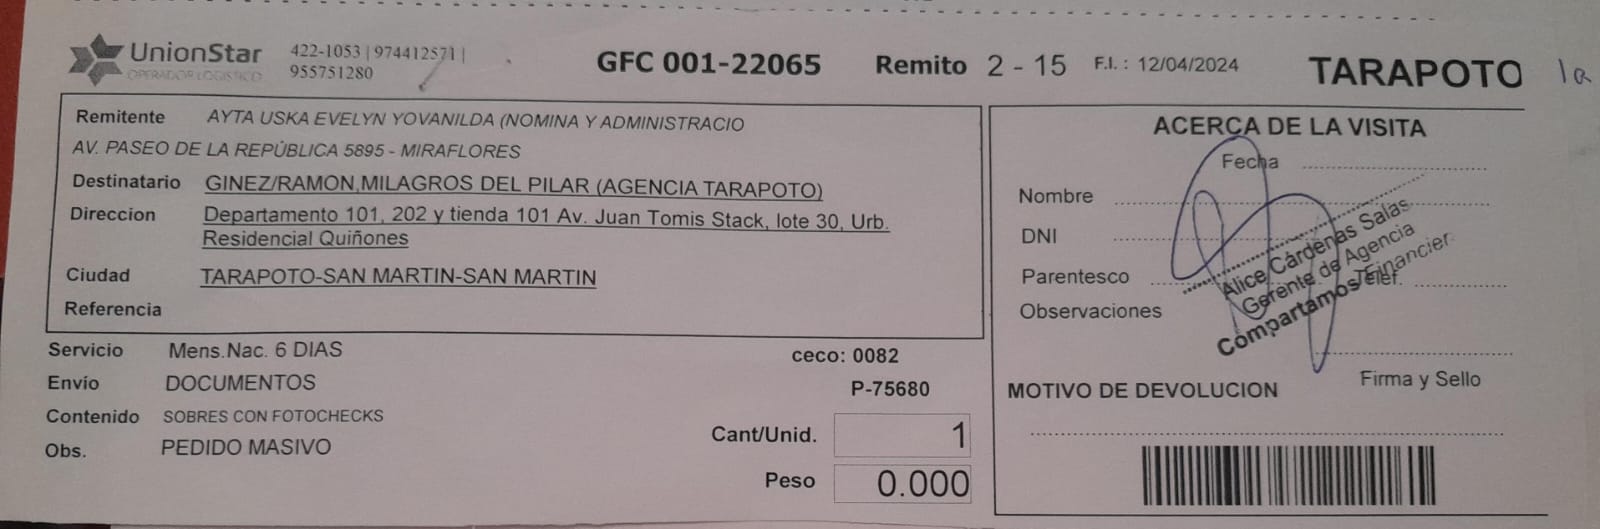 UnionStar
OPERADOR LOGISTICO
422-1053 | 974412571 |
955751280
GFC 001-22065
Remito 2 - 15
F.I. : 12/04/2024
TARAPOTO
1a
Remitente AYTA USKA EVELYN YOVANILDA (NOMINA Y ADMINISTRACIO
AV. PASEO DE LA REPÚBLICA 5895 - MIRAFLORES
Destinatario GINEZ/RAMON,MILAGROS DEL PILAR (AGENCIA TARAPOTO)
Direccion Departamento 101, 202 y tienda 101 Av. Juan Tomis Stack, lote 30, Urb.
Residencial Quiñones
Ciudad TARAPOTO-SAN MARTIN-SAN MARTIN
Referencia
Servicio Mens.Nac. 6 DIAS
ceco: 0082
Envío DOCUMENTOS
P-75680
Contenido SOBRES CON FOTOCHECKS
Cant/Unid. 1
Obs. PEDIDO MASIVO
Peso 0.000
ACERCA DE LA VISITA
Fecha
Nombre
DNI
Parentesco
Telef.
Observaciones
Alice Cárdenas Salas
Gerente de Agencia
Compartamos Financier
Firma y Sello
MOTIVO DE DEVOLUCION